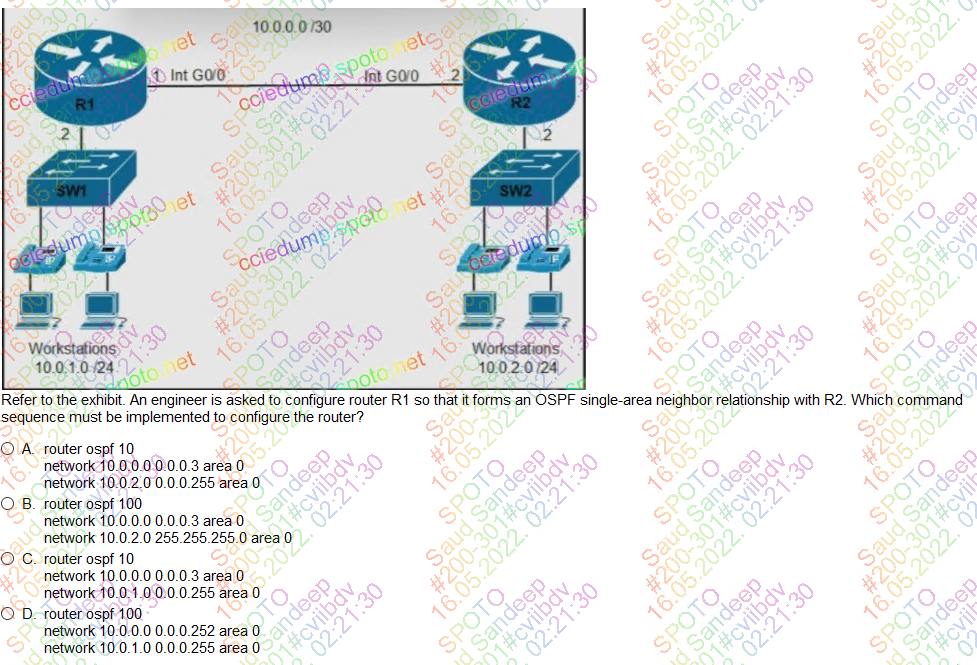 10.0.0.0 /30
1 Int G0/0
Int G0/0 2
R1
R2
2
.2
SW1
SW2
IP
IP
Workstations
10.0.1.0 /24
Workstations
10.0.2.0 /24
cciedump.spoto.net
SPOTO
Saud Sandeep
#200-301#cviibdv
16.05.2022. 02:21:30
Refer to the exhibit. An engineer is asked to configure router R1 so that it forms an OSPF single-area neighbor relationship with R2. Which command
sequence must be implemented to configure the router?
A. router ospf 10
network 10.0.0.0 0.0.0.3 area 0
network 10.0.2.0 0.0.0.255 area 0
B. router ospf 100
network 10.0.0.0 0.0.0.3 area 0
network 10.0.2.0 255.255.255.0 area 0
C. router ospf 10
network 10.0.0.0 0.0.0.3 area 0
network 10.0.1.0 0.0.0.255 area 0
D. router ospf 100
network 10.0.0.0 0.0.0.252 area 0
network 10.0.1.0 0.0.0.255 area 0